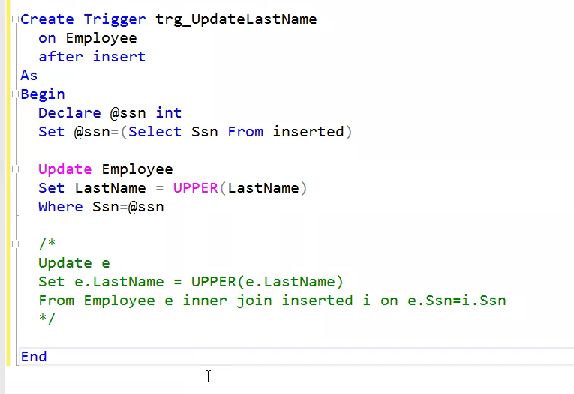 Create Trigger trg_UpdateLastName
on Employee
after insert
As
Begin
Declare @ssn int
Set @ssn=(Select Ssn From inserted)
Update Employee
Set LastName = UPPER(LastName)
Where Ssn=@ssn
/*
Update e
Set e.LastName = UPPER(e.LastName)
From Employee e inner join inserted i on e.Ssn=i.Ssn
*/
End